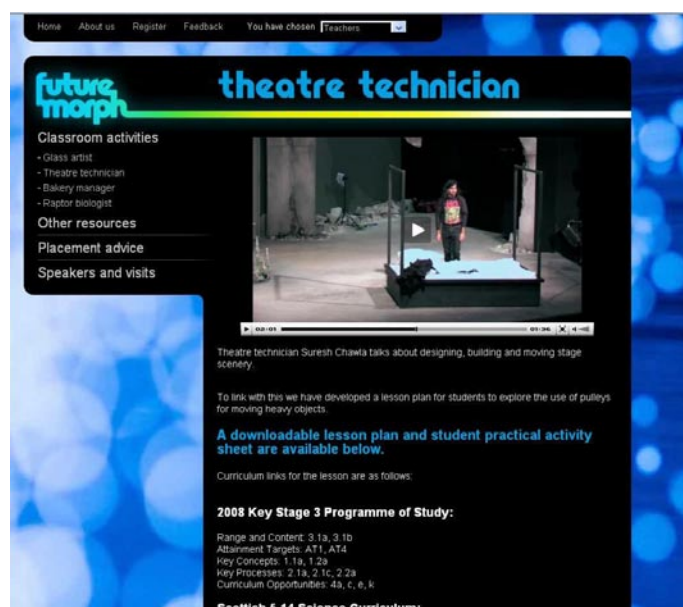 Home About us Register Feedback You have chosen Teachers
future
morph
theatre technician
Classroom activities
- Glass artist
- Theatre technician
- Bakery manager
- Raptor biologist
Other resources
Placement advice
Speakers and visits
02:01 01:36
Theatre technician Suresh Chawla talks about designing, building and moving stage
scenery.
To link with this we have developed a lesson plan for students to explore the use of pulleys
for moving heavy objects.
A downloadable lesson plan and student practical activity
sheet are available below.
Curriculum links for the lesson are as follows:
2008 Key Stage 3 Programme of Study:
Range and Content: 3.1a, 3.1b
Attainment Targets: AT1, AT4
Key Concepts: 1.1a, 1.2a
Key Processes: 2.1a, 2.1c, 2.2a
Curriculum Opportunities: 4a, c, e, k
Scottish 5-14 Science Curriculum: